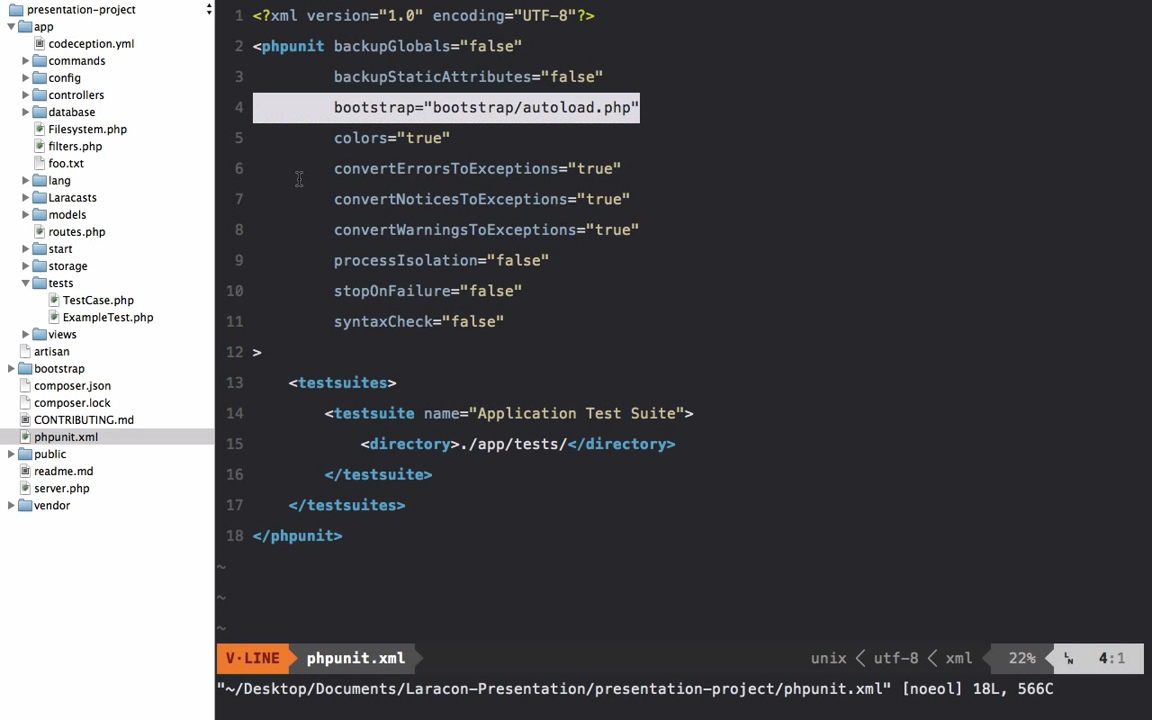 presentation-project
app
codeception.yml
commands
config
controllers
database
Filesystem.php
filters.php
foo.txt
lang
Laracasts
models
routes.php
start
storage
tests
TestCase.php
ExampleTest.php
views
artisan
bootstrap
composer.json
composer.lock
CONTRIBUTING.md
phpunit.xml
public
readme.md
server.php
vendor
1 <?xml version="1.0" encoding="UTF-8"?>
2 <phpunit backupGlobals="false"
3 backupStaticAttributes="false"
4 bootstrap="bootstrap/autoload.php"
5 colors="true"
6 convertErrorsToExceptions="true"
7 convertNoticesToExceptions="true"
8 convertWarningsToExceptions="true"
9 processIsolation="false"
10 stopOnFailure="false"
11 syntaxCheck="false"
12 >
13 <testsuites>
14 <testsuite name="Application Test Suite">
15 <directory>./app/tests/</directory>
16 </testsuite>
17 </testsuites>
18 </phpunit>
~
~
~
V·LINE phpunit.xml unix < utf-8 < xml 22% LN 4:1
"~/Desktop/Documents/Laracon-Presentation/presentation-project/phpunit.xml" [noeol] 18L, 566C